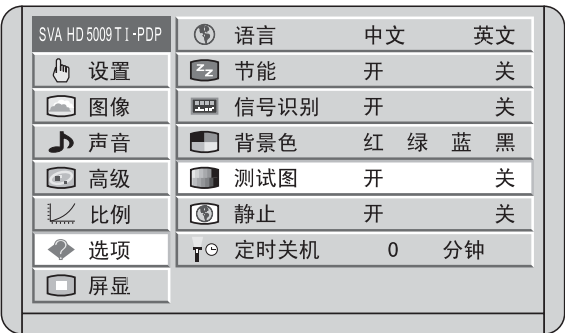 SVA HD 5009 T I -PDP
设置
图像
声音
高级
比例
选项
屏显
语言 中文 英文
节能 开 关
信号识别 开 关
背景色 红 绿 蓝 黑
测试图 开 关
静止 开 关
定时关机 0 分钟